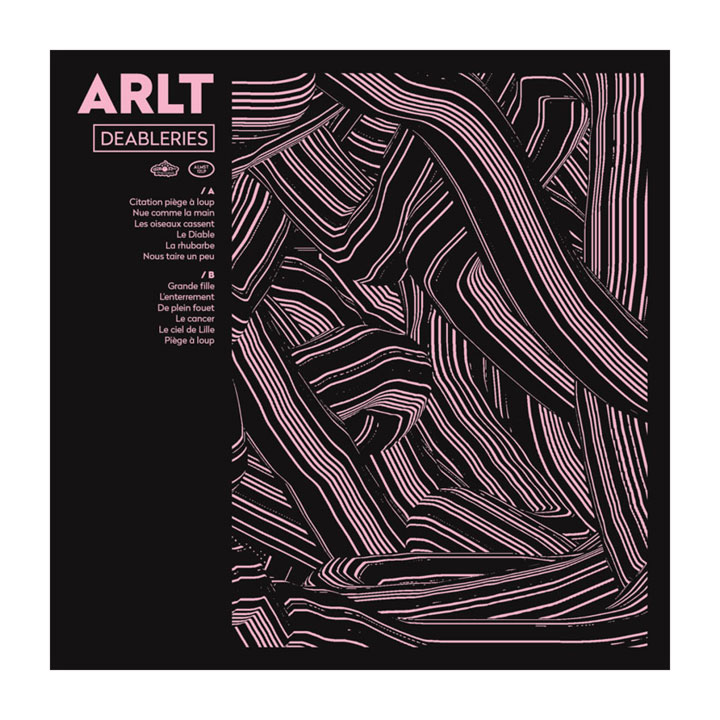 ARLT
DEABLERIES
ALMST
/ A
Citation piège à loup
Nue comme la main
Les oiseaux cassent
Le Diable
La rhubarbe
Nous taire un peu
/ B
Grande fille
L'enterrement
De plein fouet
Le cancer
Le ciel de Lille
Piège à loup